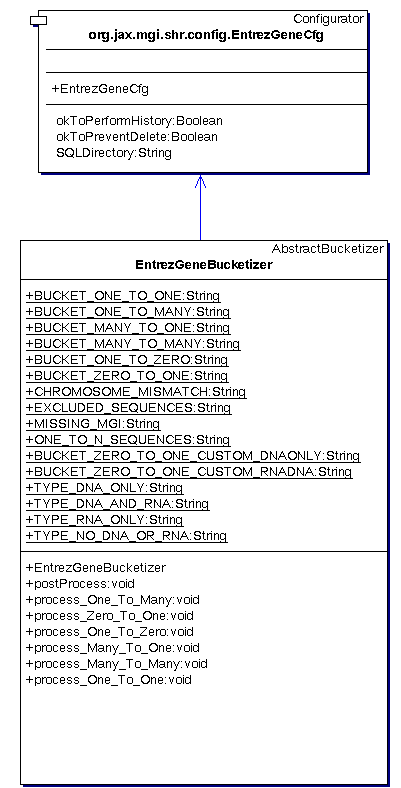 Configurator
org.jax.mgi.shr.config.EntrezGeneCfg
+EntrezGeneCfg
okToPerformHistory:Boolean
okToPreventDelete:Boolean
SQLDirectory:String
AbstractBucketizer
EntrezGeneBucketizer
+BUCKET_ONE_TO_ONE:String
+BUCKET_ONE_TO_MANY:String
+BUCKET_MANY_TO_ONE:String
+BUCKET_MANY_TO_MANY:String
+BUCKET_ONE_TO_ZERO:String
+BUCKET_ZERO_TO_ONE:String
+CHROMOSOME_MISMATCH:String
+EXCLUDED_SEQUENCES:String
+MISSING_MGI:String
+ONE_TO_N_SEQUENCES:String
+BUCKET_ZERO_TO_ONE_CUSTOM_DNAONLY:String
+BUCKET_ZERO_TO_ONE_CUSTOM_RNADNA:String
+TYPE_DNA_ONLY:String
+TYPE_DNA_AND_RNA:String
+TYPE_RNA_ONLY:String
+TYPE_NO_DNA_OR_RNA:String
+EntrezGeneBucketizer
+postProcess:void
+process_One_To_Many:void
+process_Zero_To_One:void
+process_One_To_Zero:void
+process_Many_To_One:void
+process_Many_To_Many:void
+process_One_To_One:void